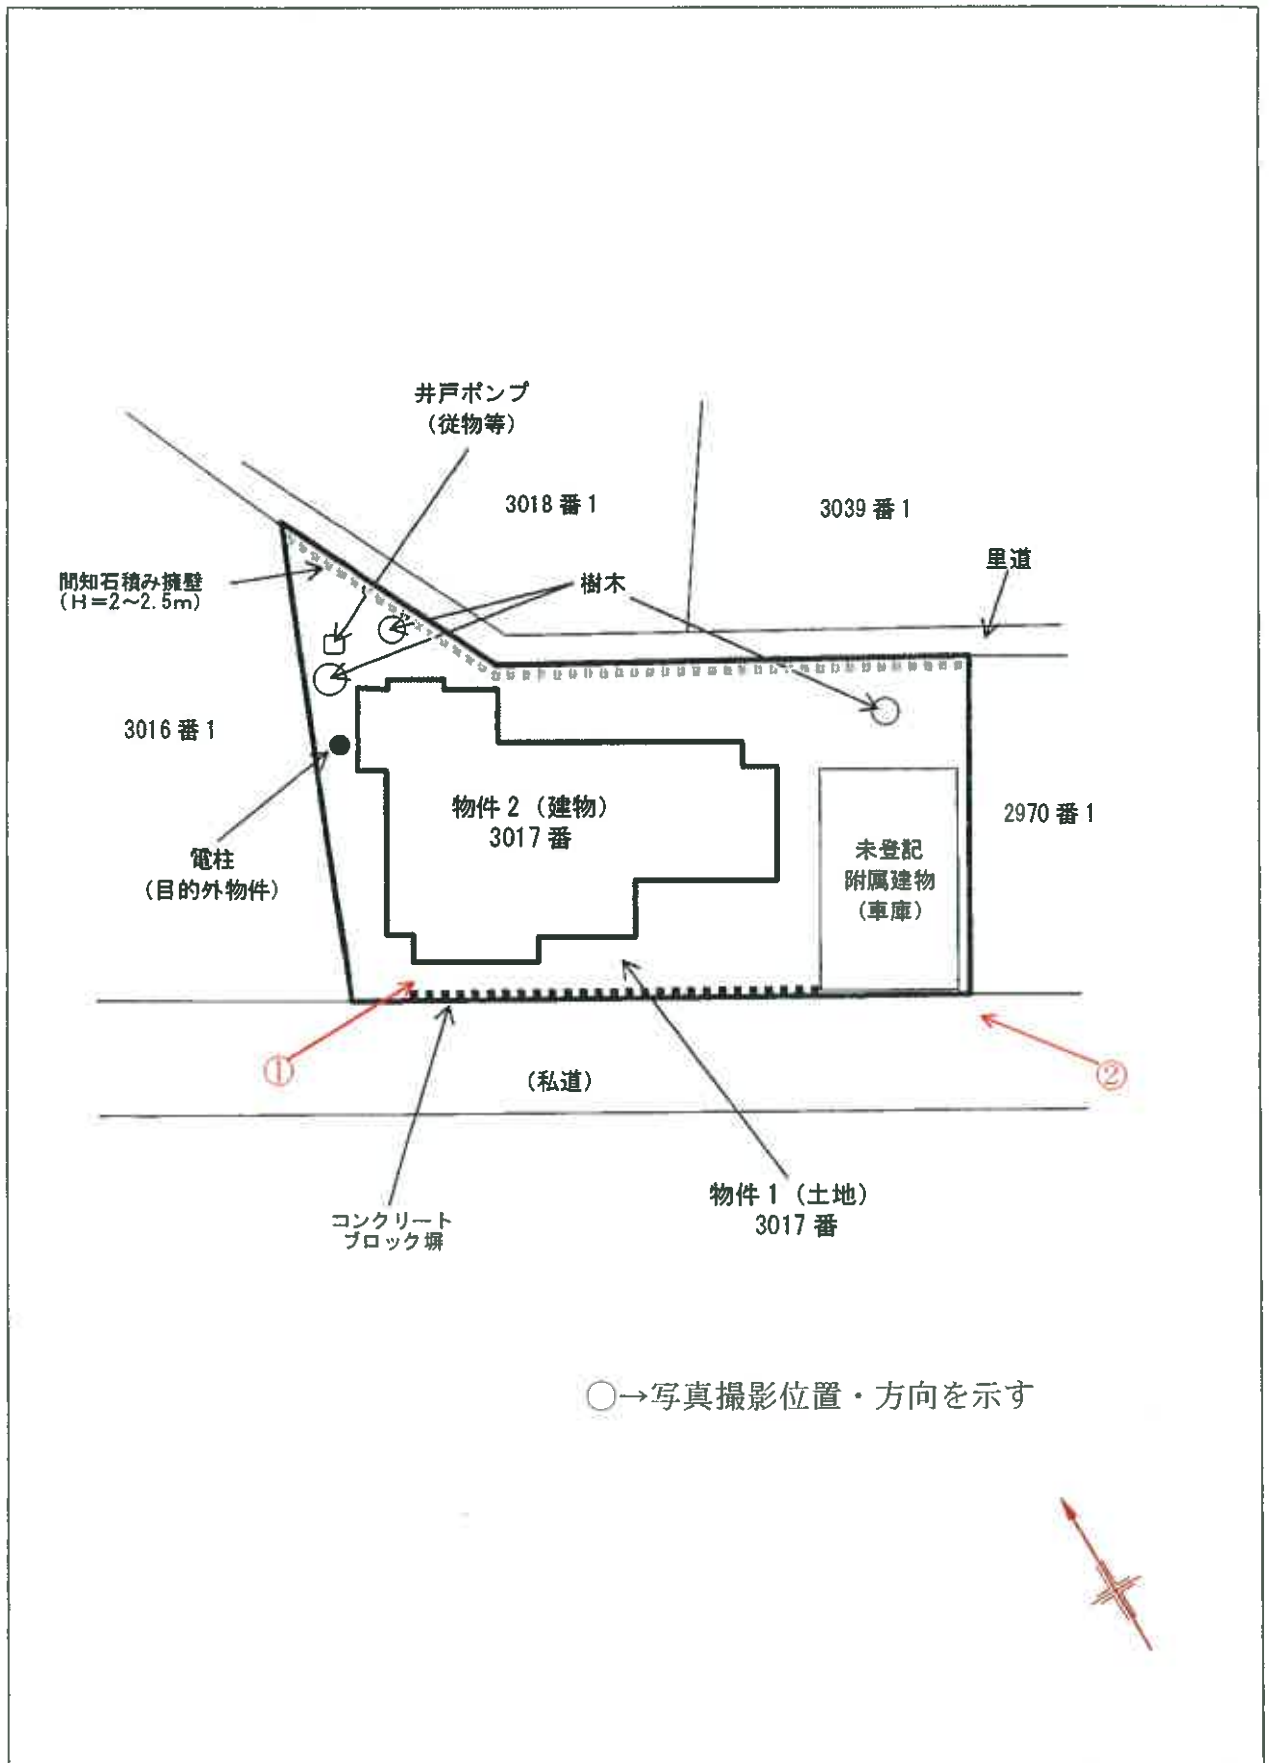 井戸ポンプ
(従物等)
3018番1
3039番1
里道
間知石積み擁壁
(H=2~2.5m)
樹木
3016番1
物件2(建物)
3017番
2970番1
未登記
附属建物
(車庫)
電柱
(目的外物件)
①
(私道)
②
物件1(土地)
3017番
コンクリート
ブロック塀
○→写真撮影位置・方向を示す